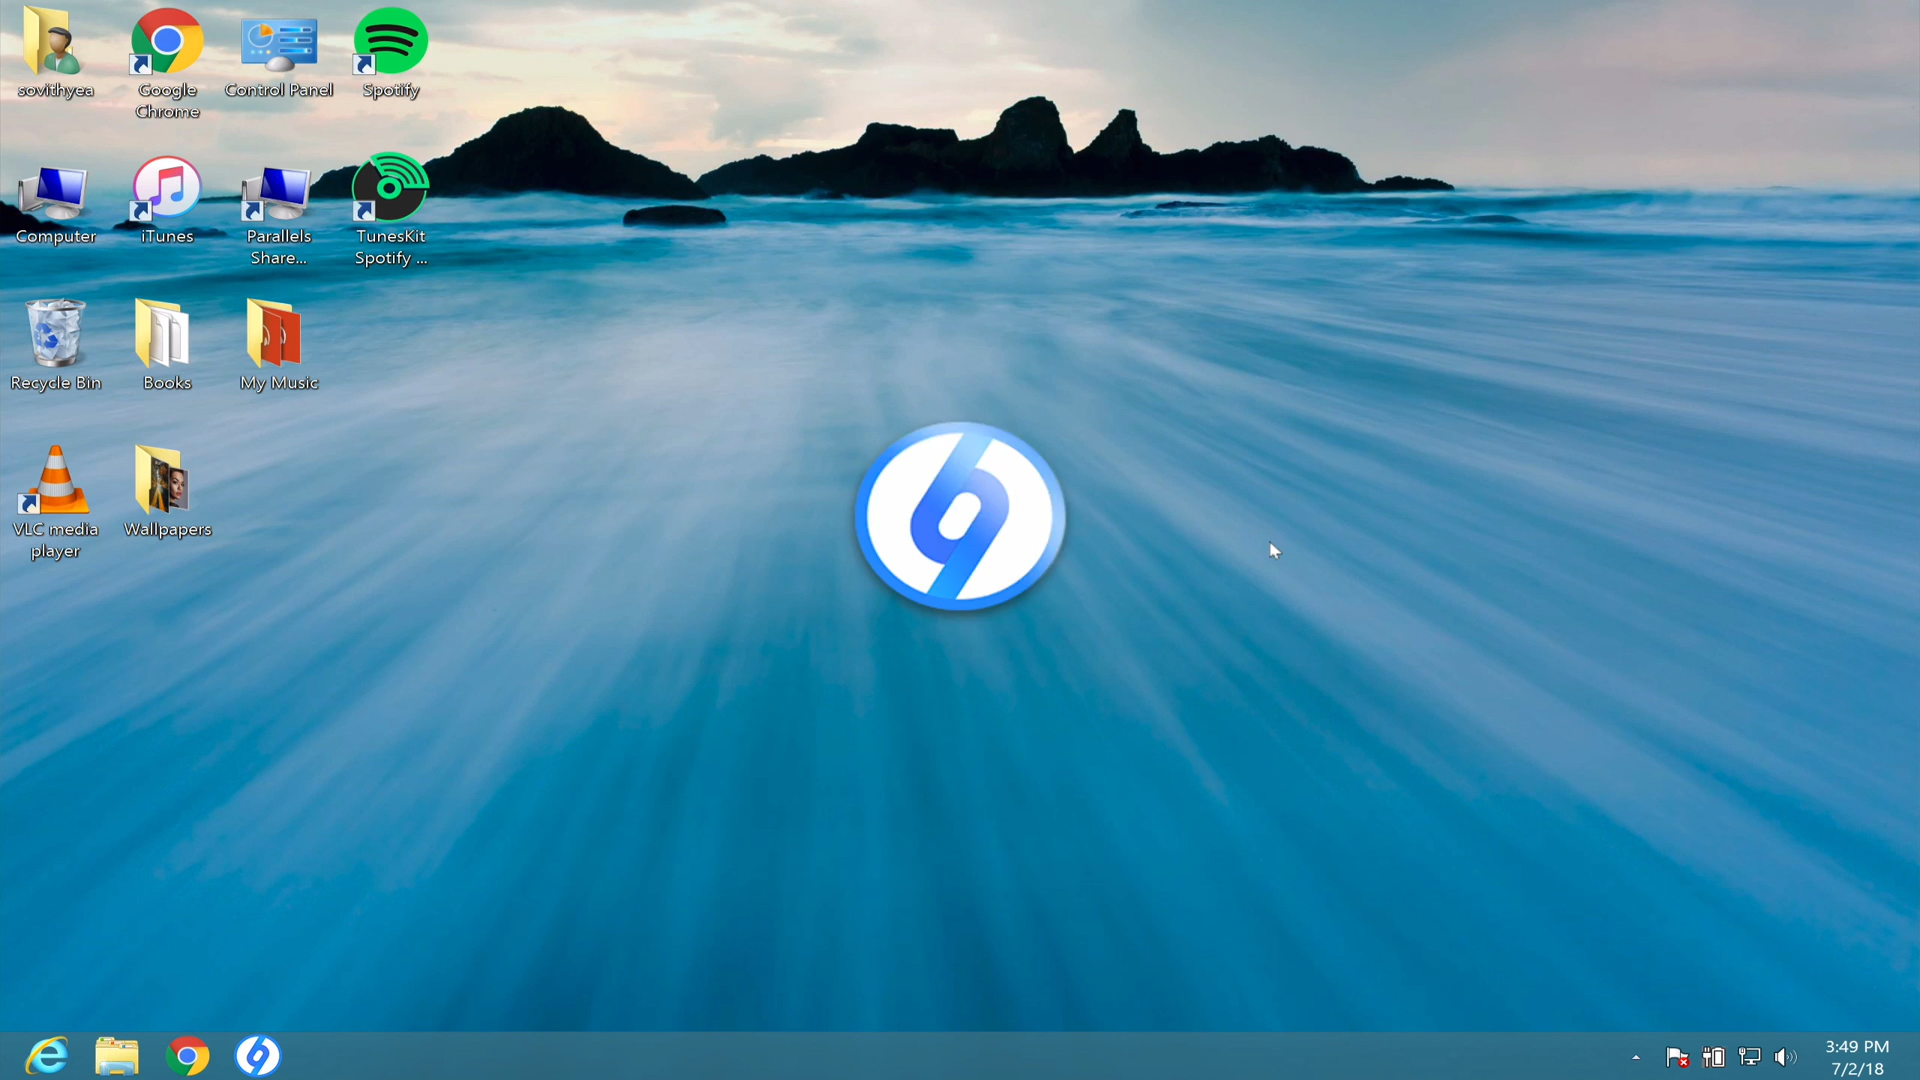 sovithyea
Google
Chrome
Control Panel
Spotify
Computer
iTunes
Parallels
Share...
TunesKit
Spotify ...
Recycle Bin
Books
My Music
VLC media
player
Wallpapers
3:49 PM
7/2/18